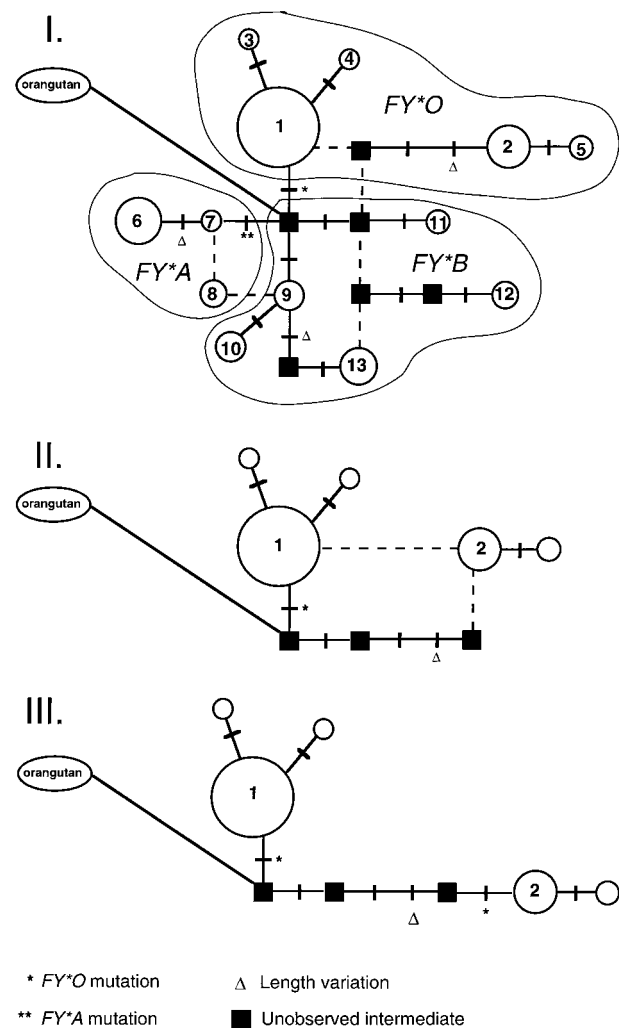 I.
3
4
orangutan
FY*O
1
2
5
Δ
*
6
7
11
Δ
**
FY*A
FY*B
8
9
12
10
Δ
13
II.
orangutan
1
2
*
Δ
III.
orangutan
1
*
2
Δ
*
* FY*O mutation
Δ Length variation
** FY*A mutation
Unobserved intermediate